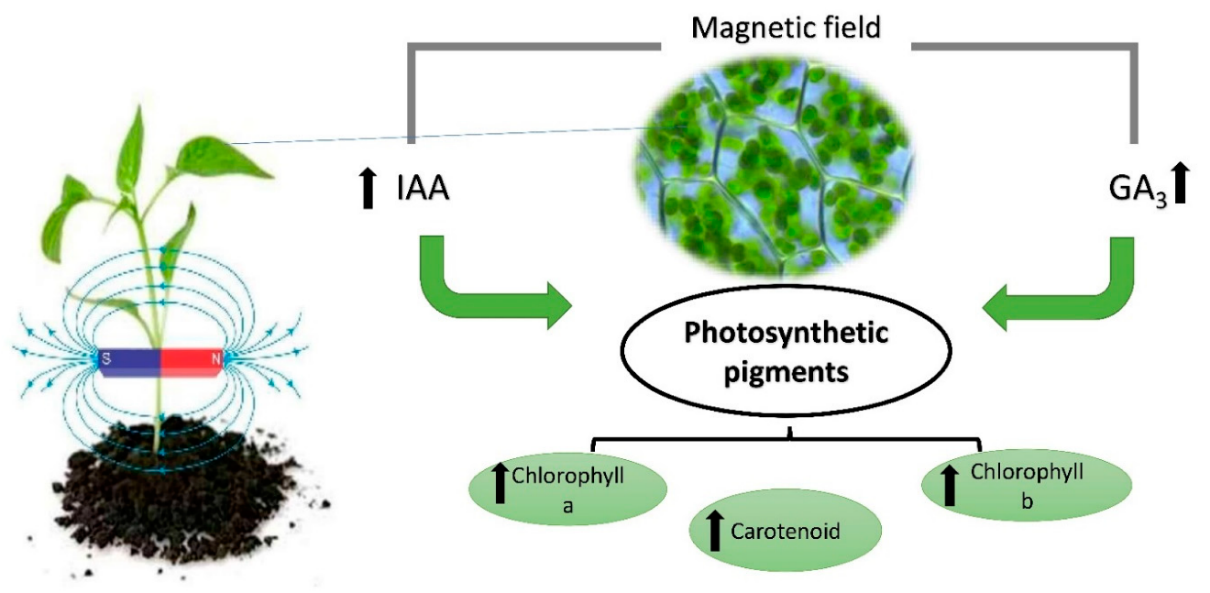 Magnetic field
IAA
GA₃
S
N
Photosynthetic
pigments
Chlorophyll
a
Chlorophyll
b
Carotenoid